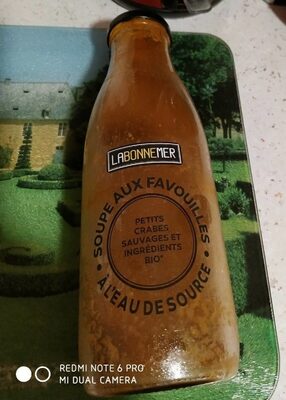 LABONNEMER
SOUPE AUX FAVOUILLES
PETITS
CRABES
SAUVAGES ET
INGRÉDIENTS
BIO*
• À L'EAU DE SOURCE •
REDMI NOTE 6 PRO
MI DUAL CAMERA